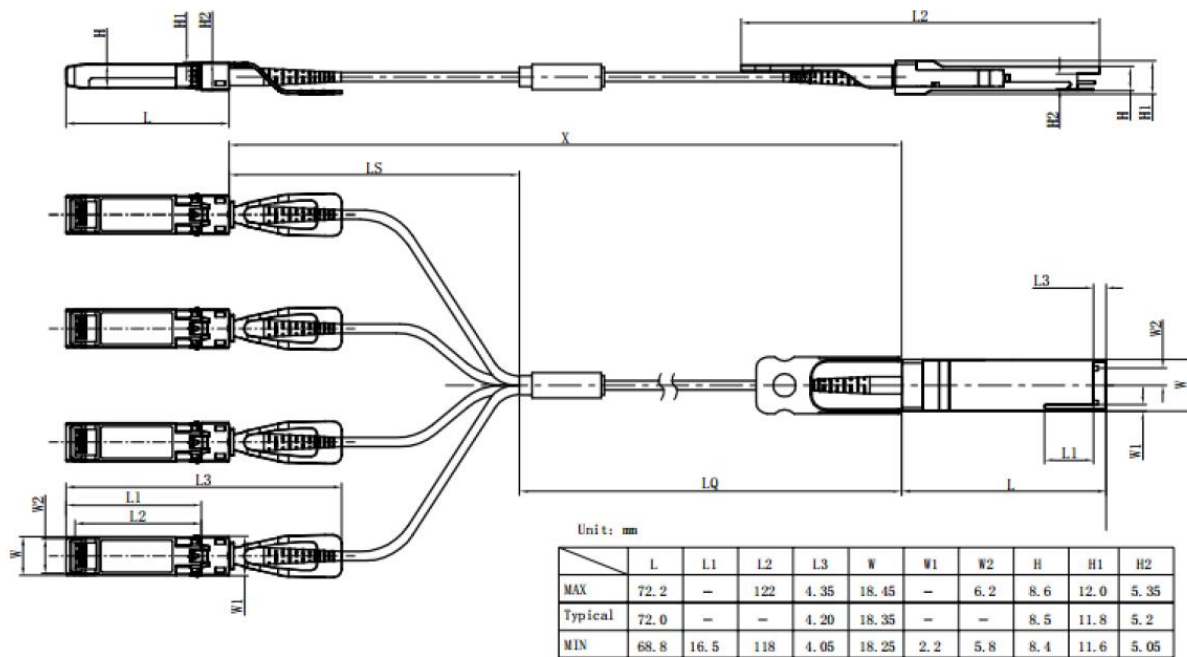 H
H1
H2
L2
L
H2
H
H1
X
LS
L3
W2
W
L1
W1
L3
L1
L2
W2
W
W1
LQ
L
Unit: mm
L L1 L2 L3 W W1 W2 H H1 H2
MAX 72.2 - 122 4.35 18.45 - 6.2 8.6 12.0 5.35
Typical 72.0 - - 4.20 18.35 - - 8.5 11.8 5.2
MIN 68.8 16.5 118 4.05 18.25 2.2 5.8 8.4 11.6 5.05